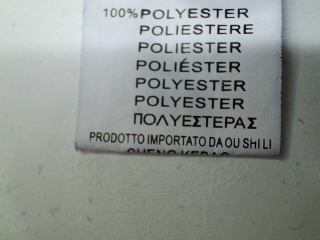 100% POLYESTER
POLIESTERE
POLIESTER
POLIÉSTER
POLYESTER
POLYESTER
ΠΟΛΥΕΣΤΕΡΑΣ
PRODOTTO IMPORTATO DA OU SHI LI